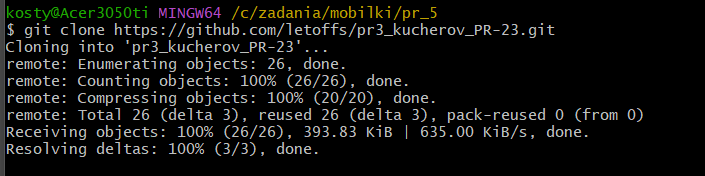 kosty@Acer3050ti MINGW64 /c/zadania/mobilki/pr_5
$ git clone https://github.com/letoffs/pr3_kucherov_PR-23.git
Cloning into 'pr3_kucherov_PR-23'...
remote: Enumerating objects: 26, done.
remote: Counting objects: 100% (26/26), done.
remote: Compressing objects: 100% (20/20), done.
remote: Total 26 (delta 3), reused 26 (delta 3), pack-reused 0 (from 0)
Receiving objects: 100% (26/26), 393.83 KiB | 635.00 KiB/s, done.
Resolving deltas: 100% (3/3), done.